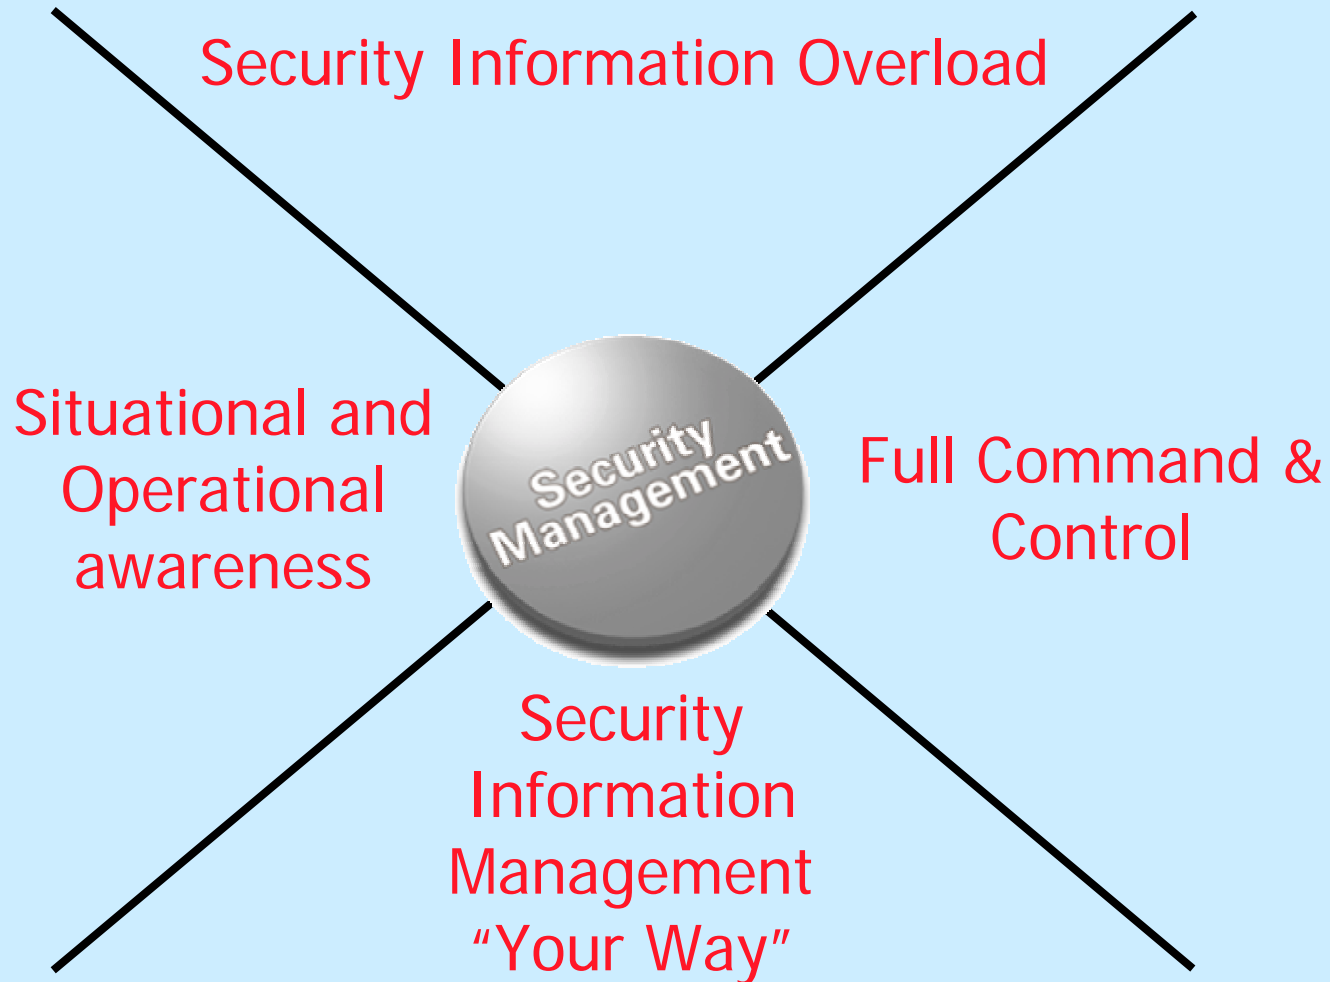 Security Information Overload
Situational and
Operational
awareness
Security
Management
Full Command &
Control
Security
Information
Management
“Your Way”